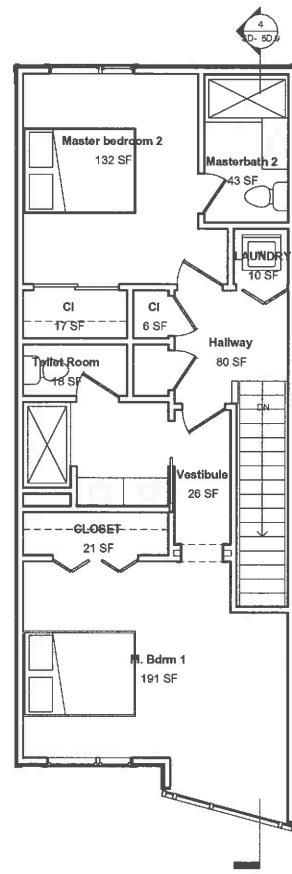 4
SD- 5D.9
Master bedroom 2
132 SF
Masterbath 2
43 SF
LAUNDRY
10 SF
Cl
17 SF
Cl
6 SF
Hallway
80 SF
Toilet Room
18 SF
DN
Vestibule
26 SF
CLOSET
21 SF
M. Bdrm 1
191 SF